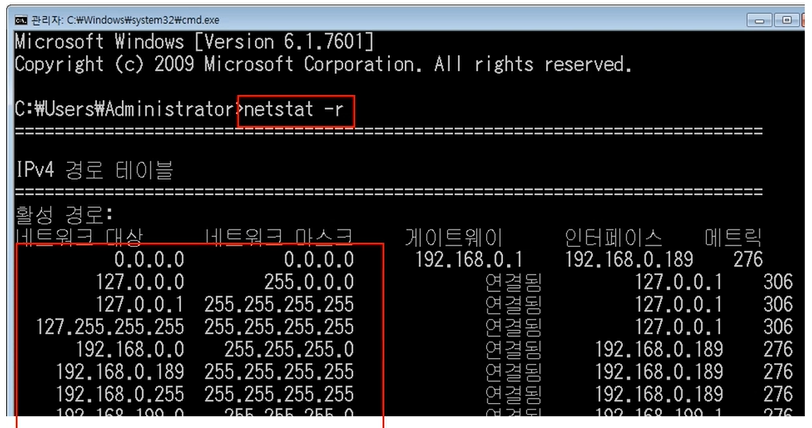 관리자: C:₩Windows₩system32₩cmd.exe
Microsoft Windows [Version 6.1.7601]
Copyright (c) 2009 Microsoft Corporation. All rights reserved.
C:₩Users₩Administrator>netstat -r
===========================================================================
IPv4 경로 테이블
===========================================================================
활성 경로:
네트워크 대상 네트워크 마스크 게이트웨이 인터페이스 메트릭
0.0.0.0 0.0.0.0 192.168.0.1 192.168.0.189 276
127.0.0.0 255.0.0.0 연결됨 127.0.0.1 306
127.0.0.1 255.255.255.255 연결됨 127.0.0.1 306
127.255.255.255 255.255.255.255 연결됨 127.0.0.1 306
192.168.0.0 255.255.255.0 연결됨 192.168.0.189 276
192.168.0.189 255.255.255.255 연결됨 192.168.0.189 276
192.168.0.255 255.255.255.255 연결됨 192.168.0.189 276
192.168.199.0 255.255.255.0 연결됨 192.168.199.1 276